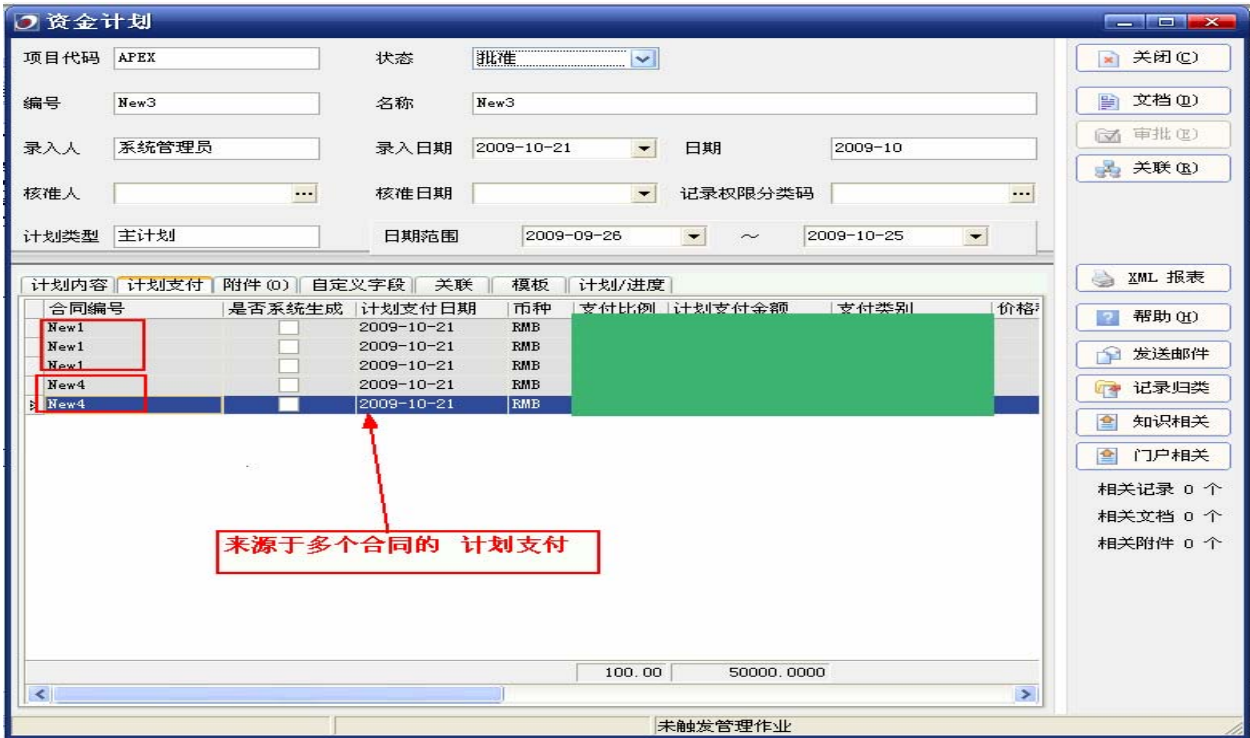 资金计划
项目代码 APEX 状态 批准 关闭(C)
编号 New3 名称 New3 文档(D)
审批(E)
录入人 系统管理员 录入日期 2009-10-21 日期 2009-10
关联(R)
核准人 核准日期 记录权限分类码
计划类型 主计划 日期范围 2009-09-26 ～ 2009-10-25
计划内容 计划支付 附件(0) 自定义字段 关联 模板 计划/进度 XML 报表
合同编号 是否系统生成 计划支付日期 币种 支付比例 计划支付金额 支付类别 价格
New1 2009-10-21 RMB 帮助(H)
New1 2009-10-21 RMB 发送邮件
New1 2009-10-21 RMB
New4 2009-10-21 RMB 记录归类
New4 2009-10-21 RMB
知识相关
门户相关
相关记录 0 个
相关文档 0 个
来源于多个合同的 计划支付 相关附件 0 个
100.00 50000.0000
未触发管理作业